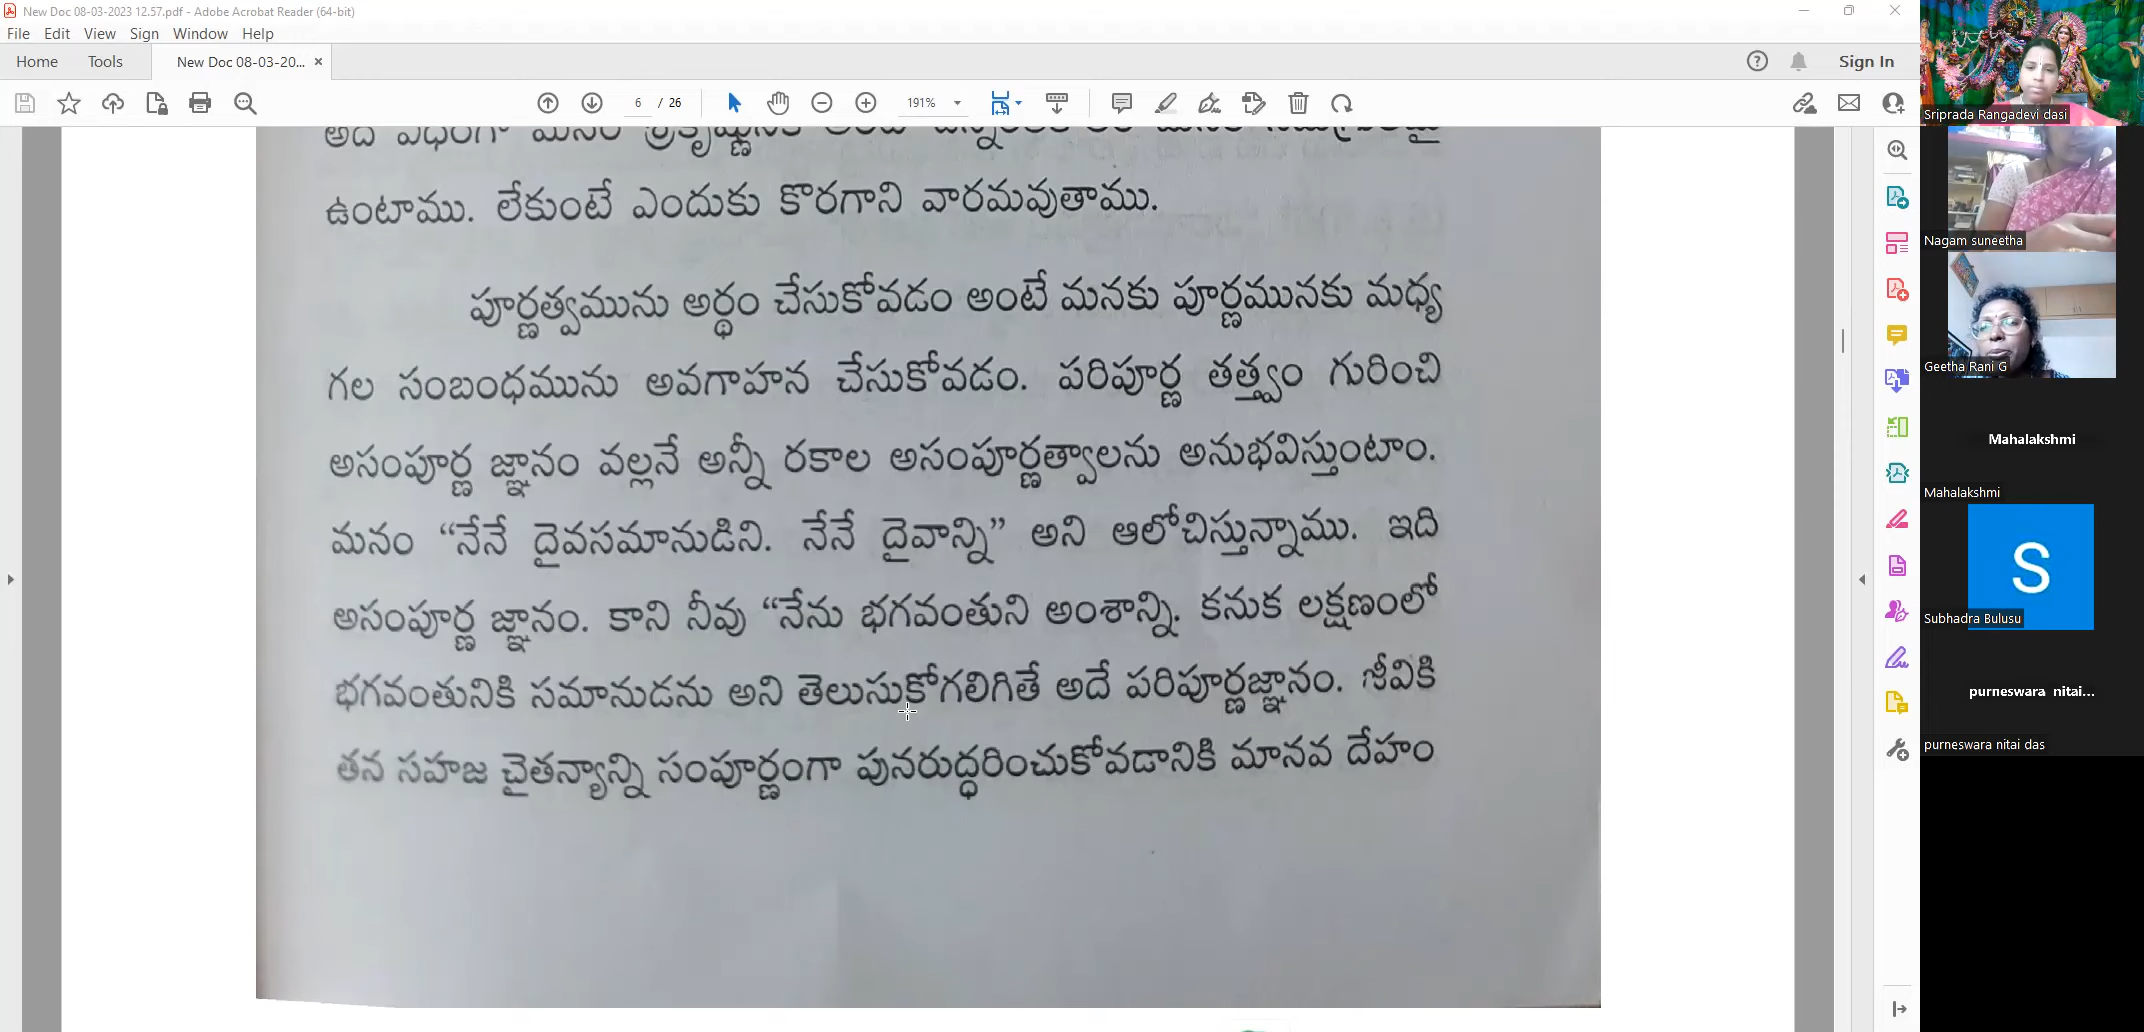 New Doc 08-03-2023 12.57.pdf - Adobe Acrobat Reader (64-bit)
File Edit View Sign Window Help
Home Tools New Doc 08-03-20... × Sign In
6 / 26 191%
ఉంటాము. లేకుంటే ఎందుకు కొరగాని వారమవుతాము.
పూర్ణత్వమును అర్థం చేసుకోవడం అంటే మనకు పూర్ణమునకు మధ్య
గల సంబంధమును అవగాహన చేసుకోవడం. పరిపూర్ణ తత్త్వం గురించి
అసంపూర్ణ జ్ఞానం వల్లనే అన్నీ రకాల అసంపూర్ణత్వాలను అనుభవిస్తుంటాం.
మనం “నేనే దైవసమానుడిని. నేనే దైవాన్ని” అని ఆలోచిస్తున్నాము. ఇది
అసంపూర్ణ జ్ఞానం. కాని నీవు “నేను భగవంతుని అంశాన్ని. కనుక లక్షణంలో
భగవంతునికి సమానుడను అని తెలుసుకోగలిగితే అదే పరిపూర్ణజ్ఞానం. జీవికి
తన సహజ చైతన్యాన్ని సంపూర్ణంగా పునరుద్ధరించుకోవడానికి మానవ దేహం
Sriprada Rangadevi dasi
Nagam suneetha
Geetha Rani G
Mahalakshmi
Mahalakshmi
S
Subhadra Bulusu
purneswara nitai...
purneswara nitai das